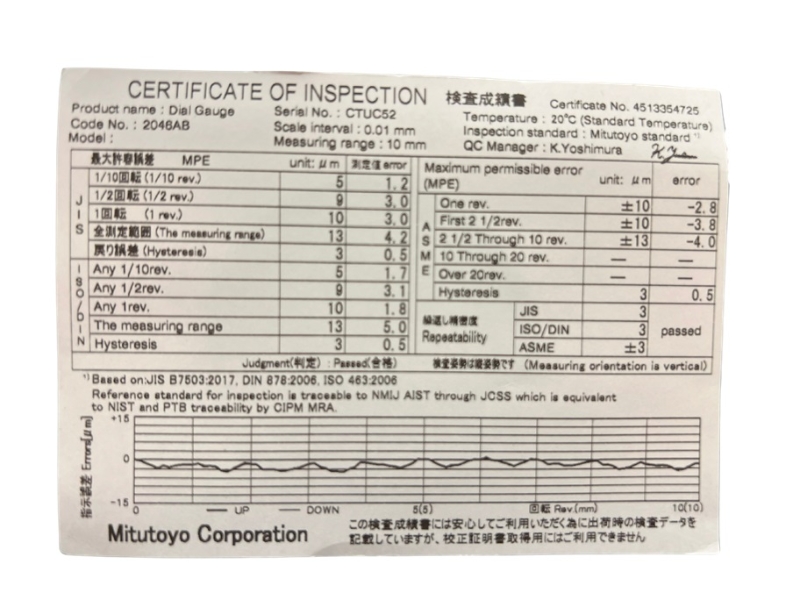 CERTIFICATE OF INSPECTION 検査成績書
Certificate No. 4513354725
Product name : Dial Gauge
Serial No. : CTUC52
Temperature : 20℃ (Standard Temperature)
Code No. : 2046AB
Scale interval : 0.01 mm
Inspection standard : Mitutoyo standard *)
Model :
Measuring range : 10 mm
QC Manager : K.Yoshimura
最大許容誤差 MPE unit: μm 測定値 error
JIS
1/10回転 (1/10 rev.) 5 1.2
1/2回転 (1/2 rev.) 9 3.0
1回転 (1 rev.) 10 3.0
全測定範囲 (The measuring range) 13 4.2
戻り誤差 (Hysteresis) 3 0.5
ISO/DIN
Any 1/10rev. 5 1.7
Any 1/2rev. 9 3.1
Any 1rev. 10 1.8
The measuring range 13 5.0
Hysteresis 3 0.5
Maximum permissible error
(MPE) unit: μm error
ASME
One rev. ±10 -2.8
First 2 1/2rev. ±10 -3.8
2 1/2 Through 10 rev. ±13 -4.0
10 Through 20 rev. — —
Over 20rev. — —
Hysteresis 3 0.5
繰返し精密度
Repeatability
JIS 3
ISO/DIN 3 passed
ASME ±3
Judgment(判定) : Passed(合格) 検査姿勢は縦姿勢です (Measuring orientation is vertical)
*) Based on:JIS B7503:2017, DIN 878:2006, ISO 463:2006
Reference standard for inspection is traceable to NMIJ AIST through JCSS which is equivalent
to NIST and PTB traceability by CIPM MRA.
指示誤差 Errors[μm]
+15
0
-15
0 UP DOWN 5(5) 回転 Rev.(mm) 10(10)
Mitutoyo Corporation
この検査成績書には安心してご利用いただく為に出荷時の検査データを
記載していますが、校正証明書取得用にはご利用できません